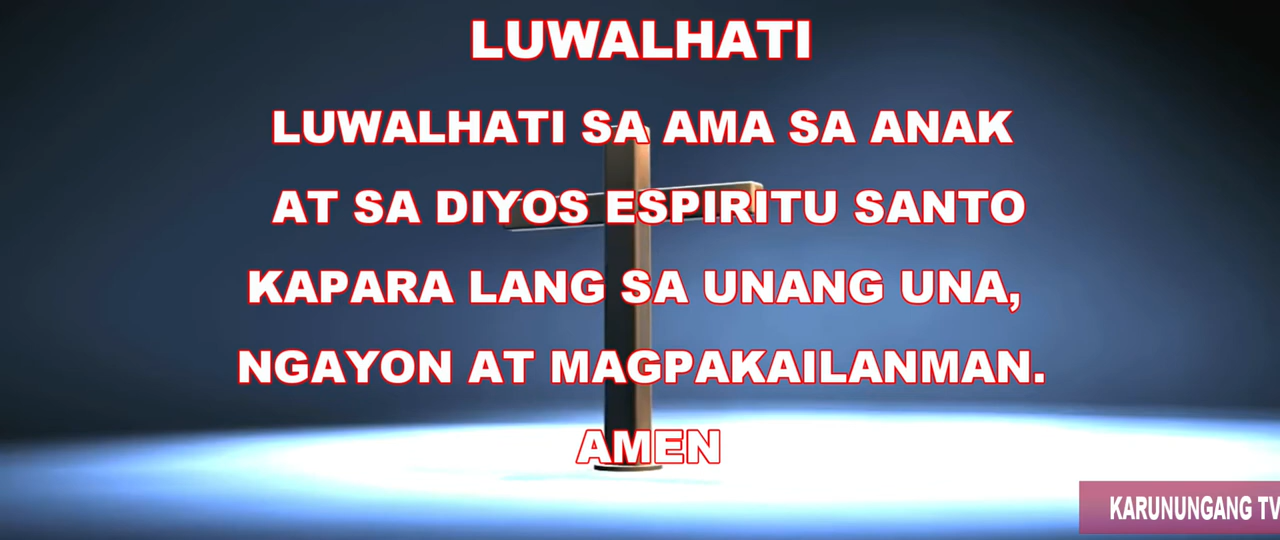 LUWALHATI
LUWALHATI SA AMA SA ANAK
AT SA DIYOS ESPIRITU SANTO
KAPARA LANG SA UNANG UNA,
NGAYON AT MAGPAKAILANMAN.
AMEN
KARUNUNGANG TV